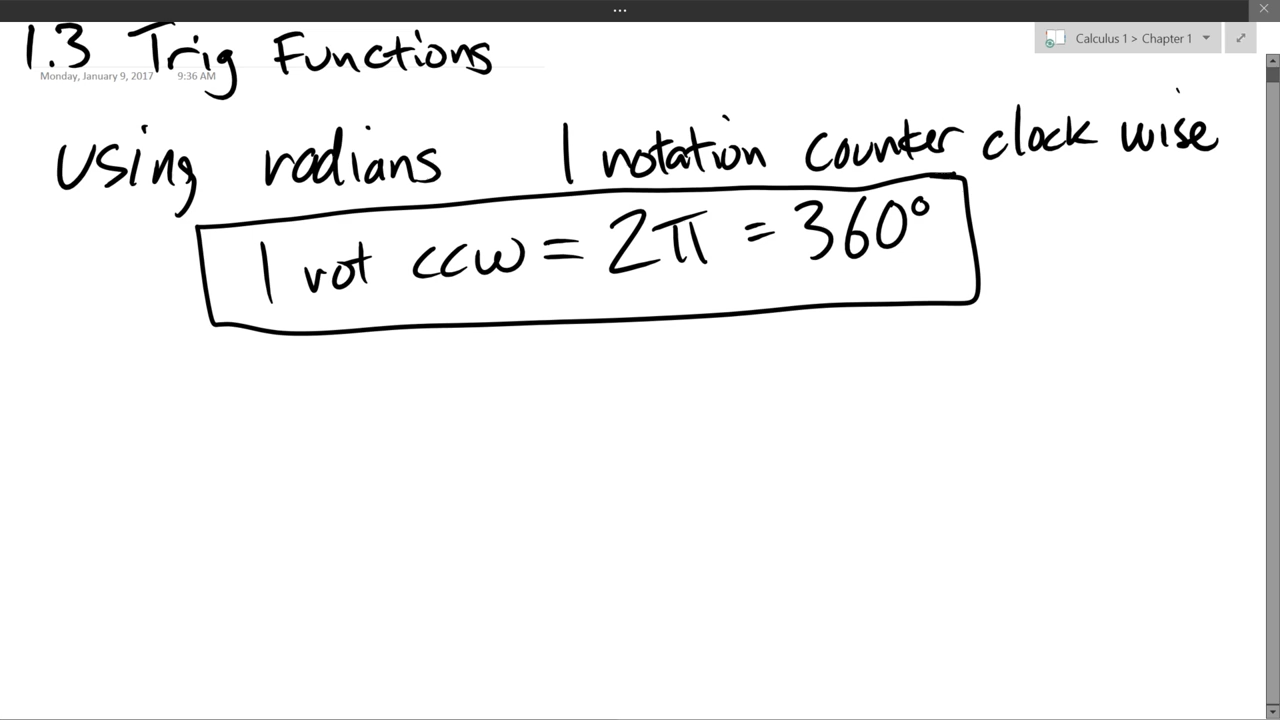 ...
Calculus 1 > Chapter 1
1.3 Trig Functions
Monday, January 9, 2017 9:36 AM
Using radians 1 rotation counter clock wise
1 rot ccw = 2π = 360°